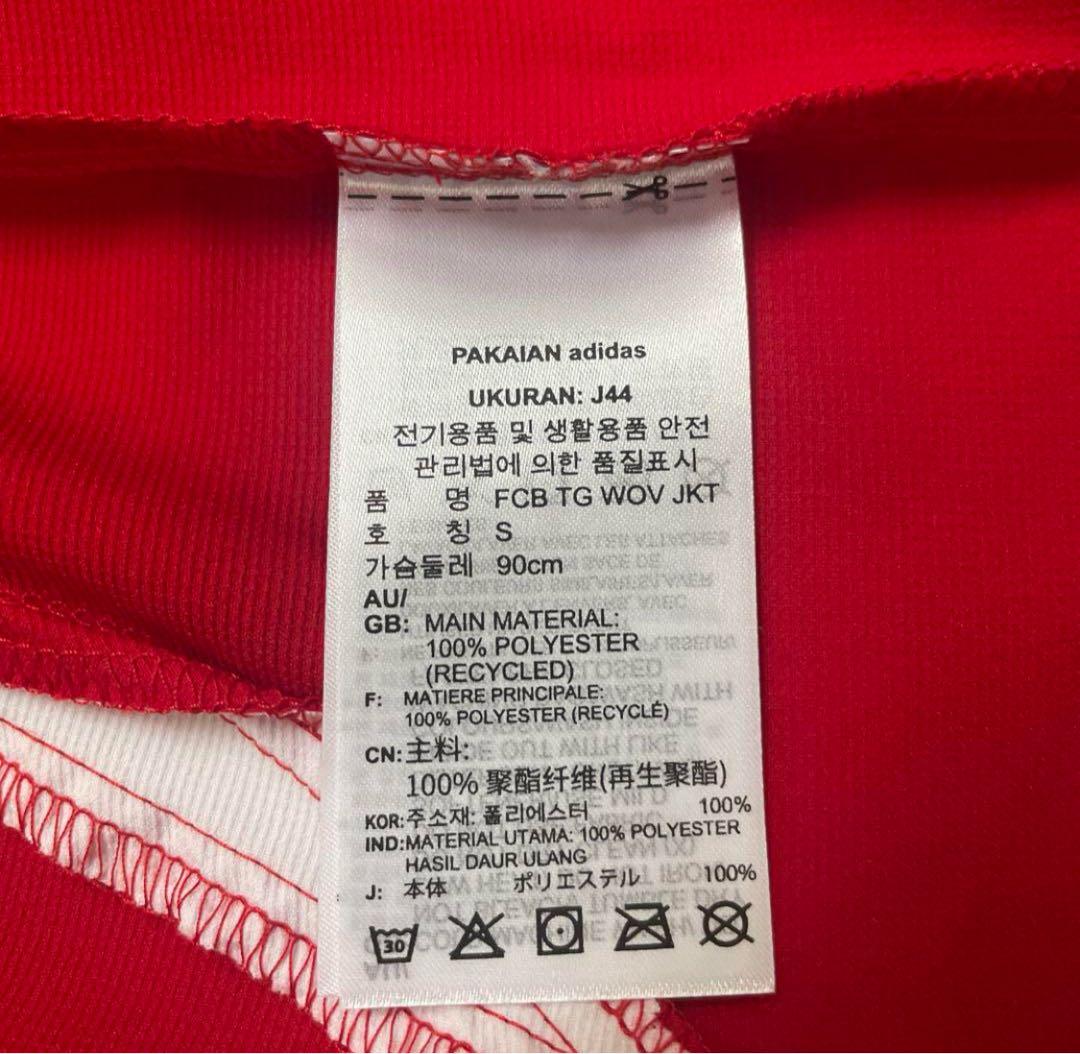 PAKAIAN adidas
UKURAN: J44
전기용품 및 생활용품 안전
관리법에 의한 품질표시
품 명 FCB TG WOV JKT
호 칭 S
가슴둘레 90cm
AU/
GB: MAIN MATERIAL:
100% POLYESTER
(RECYCLED)
F: MATIERE PRINCIPALE:
100% POLYESTER (RECYCLÉ)
CN: 主料:
100% 聚酯纤维(再生聚酯)
KOR: 주소재: 폴리에스터 100%
IND: MATERIAL UTAMA: 100% POLYESTER
HASIL DAUR ULANG
J: 本体 ポリエステル 100%
30